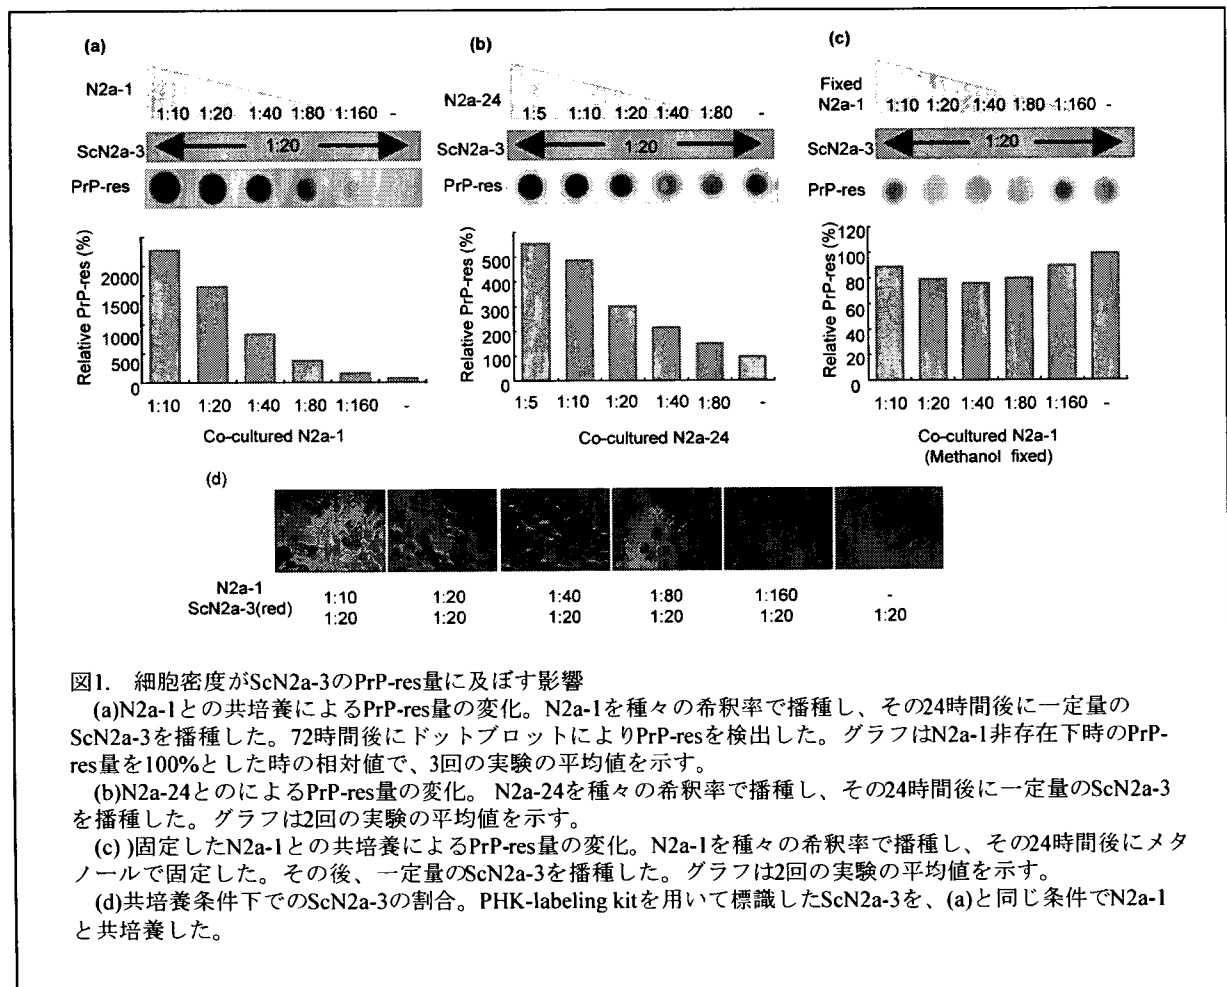 (a)
N2a-1
1:10 1:20 1:40 1:80 1:160 -
ScN2a-3
1:20
PrP-res
Relative PrP-res (%)
2000
1500
1000
500
0
1:10 1:20 1:40 1:80 1:160 -
Co-cultured N2a-1
(b)
N2a-24
1:5 1:10 1:20 1:40 1:80 -
ScN2a-3
1:20
PrP-res
Relative PrP-res (%)
500
400
300
200
100
0
1:5 1:10 1:20 1:40 1:80 -
Co-cultured N2a-24
(c)
Fixed
N2a-1
1:10 1:20 1:40 1:80 1:160 -
ScN2a-3
1:20
PrP-res
Relative PrP-res (%)
120
100
80
60
40
20
0
1:10 1:20 1:40 1:80 1:160 -
Co-cultured N2a-1
(Methanol fixed)
(d)
N2a-1 1:10 1:20 1:40 1:80 1:160 -
ScN2a-3(red) 1:20 1:20 1:20 1:20 1:20 1:20
図1. 細胞密度がScN2a-3のPrP-res量に及ぼす影響
(a)N2a-1との共培養によるPrP-res量の変化。N2a-1を種々の希釈率で播種し、その24時間後に一定量の
ScN2a-3を播種した。72時間後にドットブロットによりPrP-resを検出した。グラフはN2a-1非存在下時のPrP-
res量を100%とした時の相対値で、3回の実験の平均値を示す。
(b)N2a-24とのによるPrP-res量の変化。 N2a-24を種々の希釈率で播種し、その24時間後に一定量のScN2a-3
を播種した。グラフは2回の実験の平均値を示す。
(c) )固定したN2a-1との共培養によるPrP-res量の変化。N2a-1を種々の希釈率で播種し、その24時間後にメタ
ノールで固定した。その後、一定量のScN2a-3を播種した。グラフは2回の実験の平均値を示す。
(d)共培養条件下でのScN2a-3の割合。PHK-labeling kitを用いて標識したScN2a-3を、(a)と同じ条件でN2a-1
と共培養した。